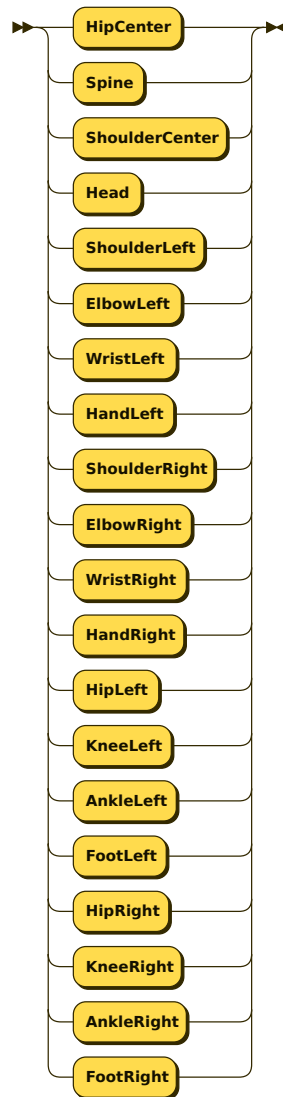 HipCenter
Spine
ShoulderCenter
Head
ShoulderLeft
ElbowLeft
WristLeft
HandLeft
ShoulderRight
ElbowRight
WristRight
HandRight
HipLeft
KneeLeft
AnkleLeft
FootLeft
HipRight
KneeRight
AnkleRight
FootRight